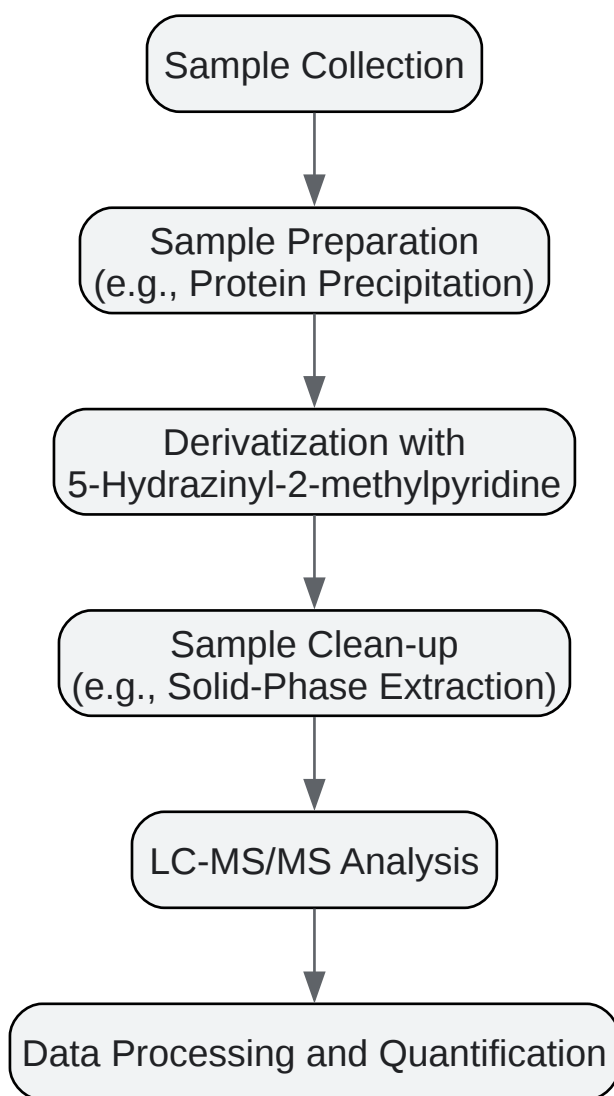 Sample Collection
Sample Preparation
(e.g., Protein Precipitation)
Derivatization with
5-Hydrazinyl-2-methylpyridine
Sample Clean-up
(e.g., Solid-Phase Extraction)
LC-MS/MS Analysis
Data Processing and Quantification